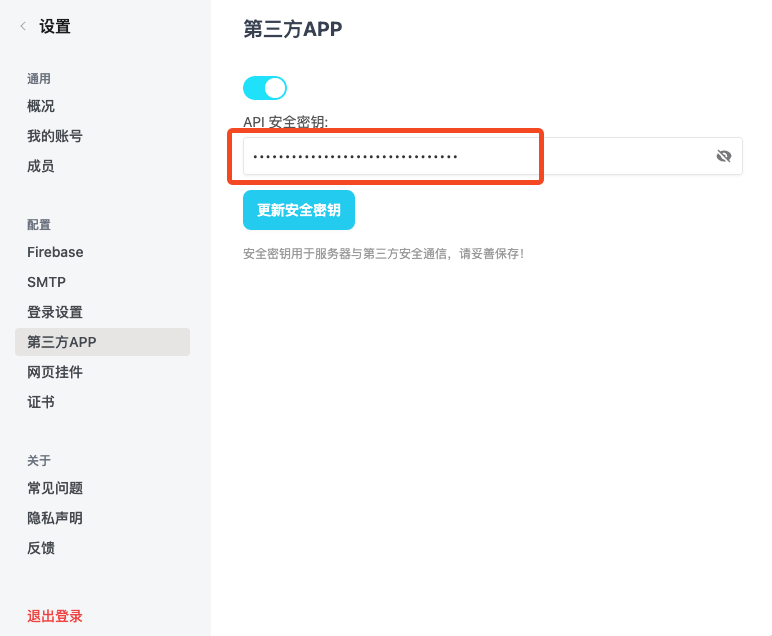 设置
通用
概况
我的账号
成员
配置
Firebase
SMTP
登录设置
第三方APP
网页挂件
证书
关于
常见问题
隐私声明
反馈
退出登录
第三方APP
API 安全密钥:
••••••••••••••••••••••••••••••••
更新安全密钥
安全密钥用于服务器与第三方安全通信，请妥善保存！